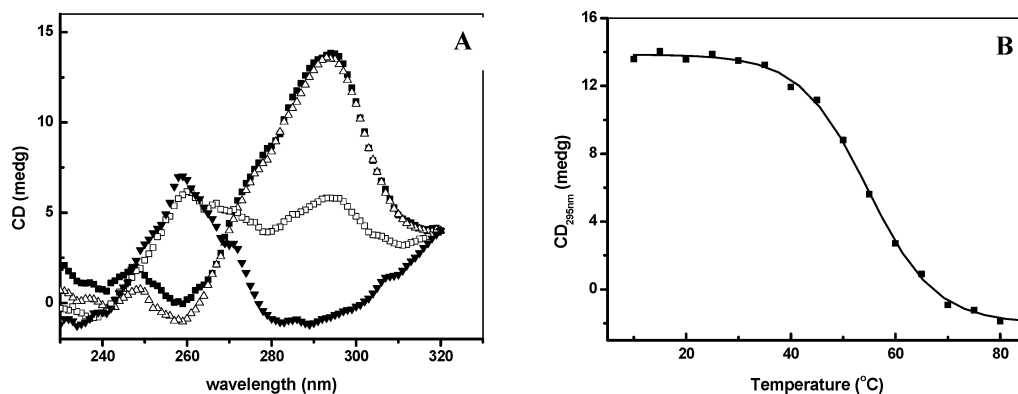 A
15
10
5
0
CD (medg)
240 260 280 300 320
wavelength (nm)
B
16
12
8
4
0
CD295nm (medg)
20 40 60 80
Temperature (°C)